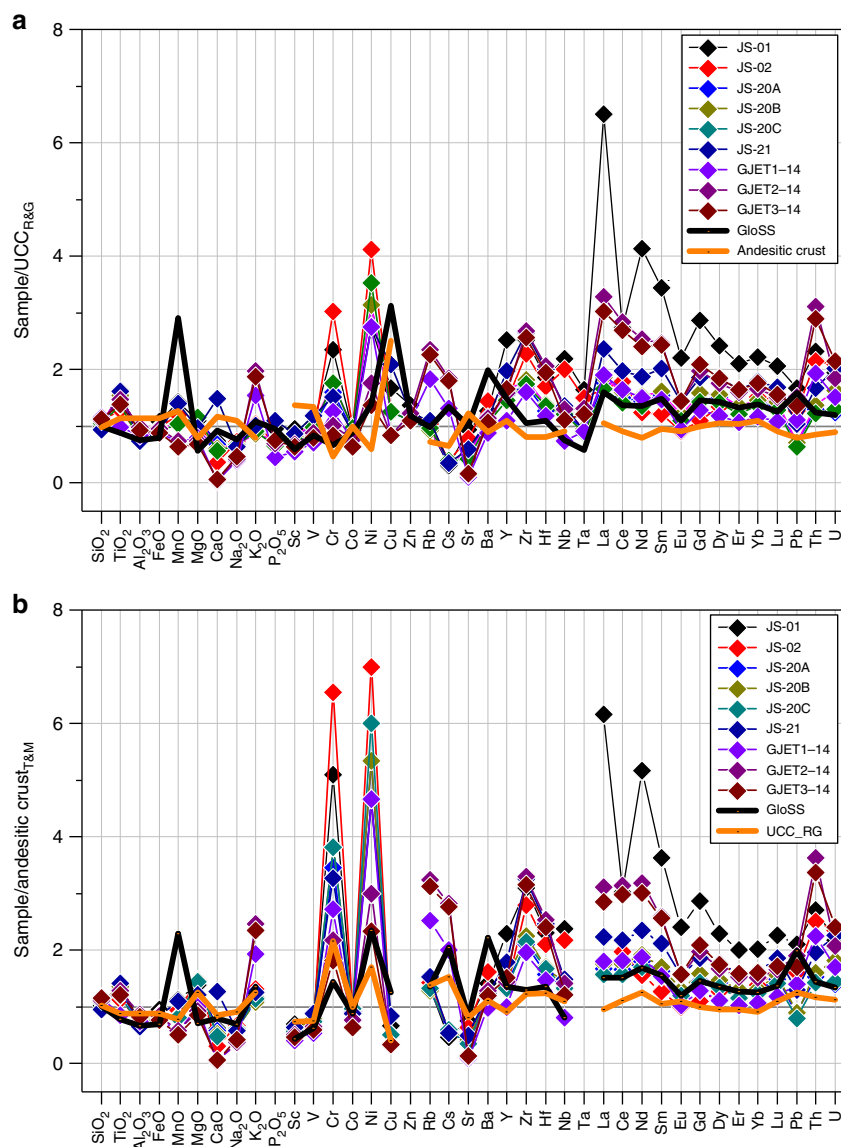 a
8
6
4
2
0
Sample/UCC_R&G
JS-01
JS-02
JS-20A
JS-20B
JS-20C
JS-21
GJET1–14
GJET2–14
GJET3–14
GloSS
Andesitic crust
SiO2
TiO2
Al2O3
FeO
MnO
MgO
CaO
Na2O
K2O
P2O5
Sc
V
Cr
Co
Ni
Cu
Zn
Rb
Cs
Sr
Ba
Y
Zr
Hf
Nb
Ta
La
Ce
Nd
Sm
Eu
Gd
Dy
Er
Yb
Lu
Pb
Th
U
b
8
6
4
2
0
Sample/andesitic crust_T&M
JS-01
JS-02
JS-20A
JS-20B
JS-20C
JS-21
GJET1–14
GJET2–14
GJET3–14
GloSS
UCC_RG
SiO2
TiO2
Al2O3
FeO
MnO
MgO
CaO
Na2O
K2O
P2O5
Sc
V
Cr
Co
Ni
Cu
Zn
Rb
Cs
Sr
Ba
Y
Zr
Hf
Nb
Ta
La
Ce
Nd
Sm
Eu
Gd
Dy
Er
Yb
Lu
Pb
Th
U